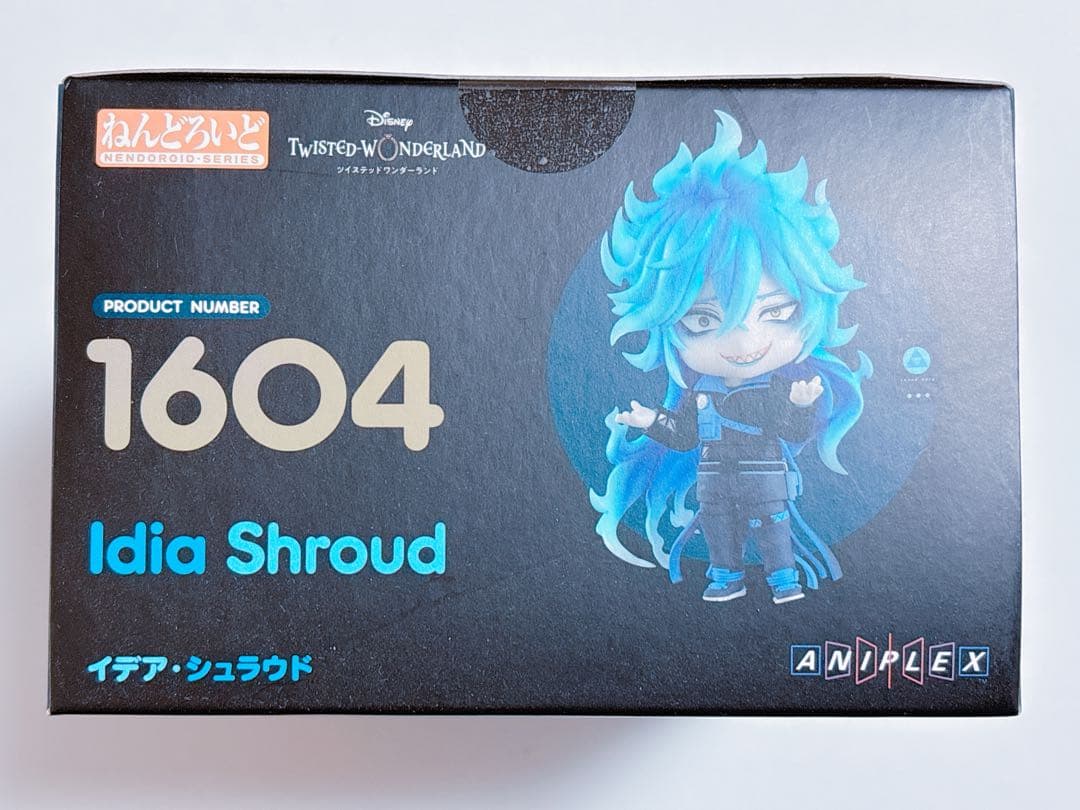 ねんどろいど
NENDOROID·SERIES
Disney
TWISTED-WONDERLAND
ツイステッドワンダーランド
PRODUCT NUMBER
1604
Idia Shroud
イデア・シュラウド
ANIPLEX